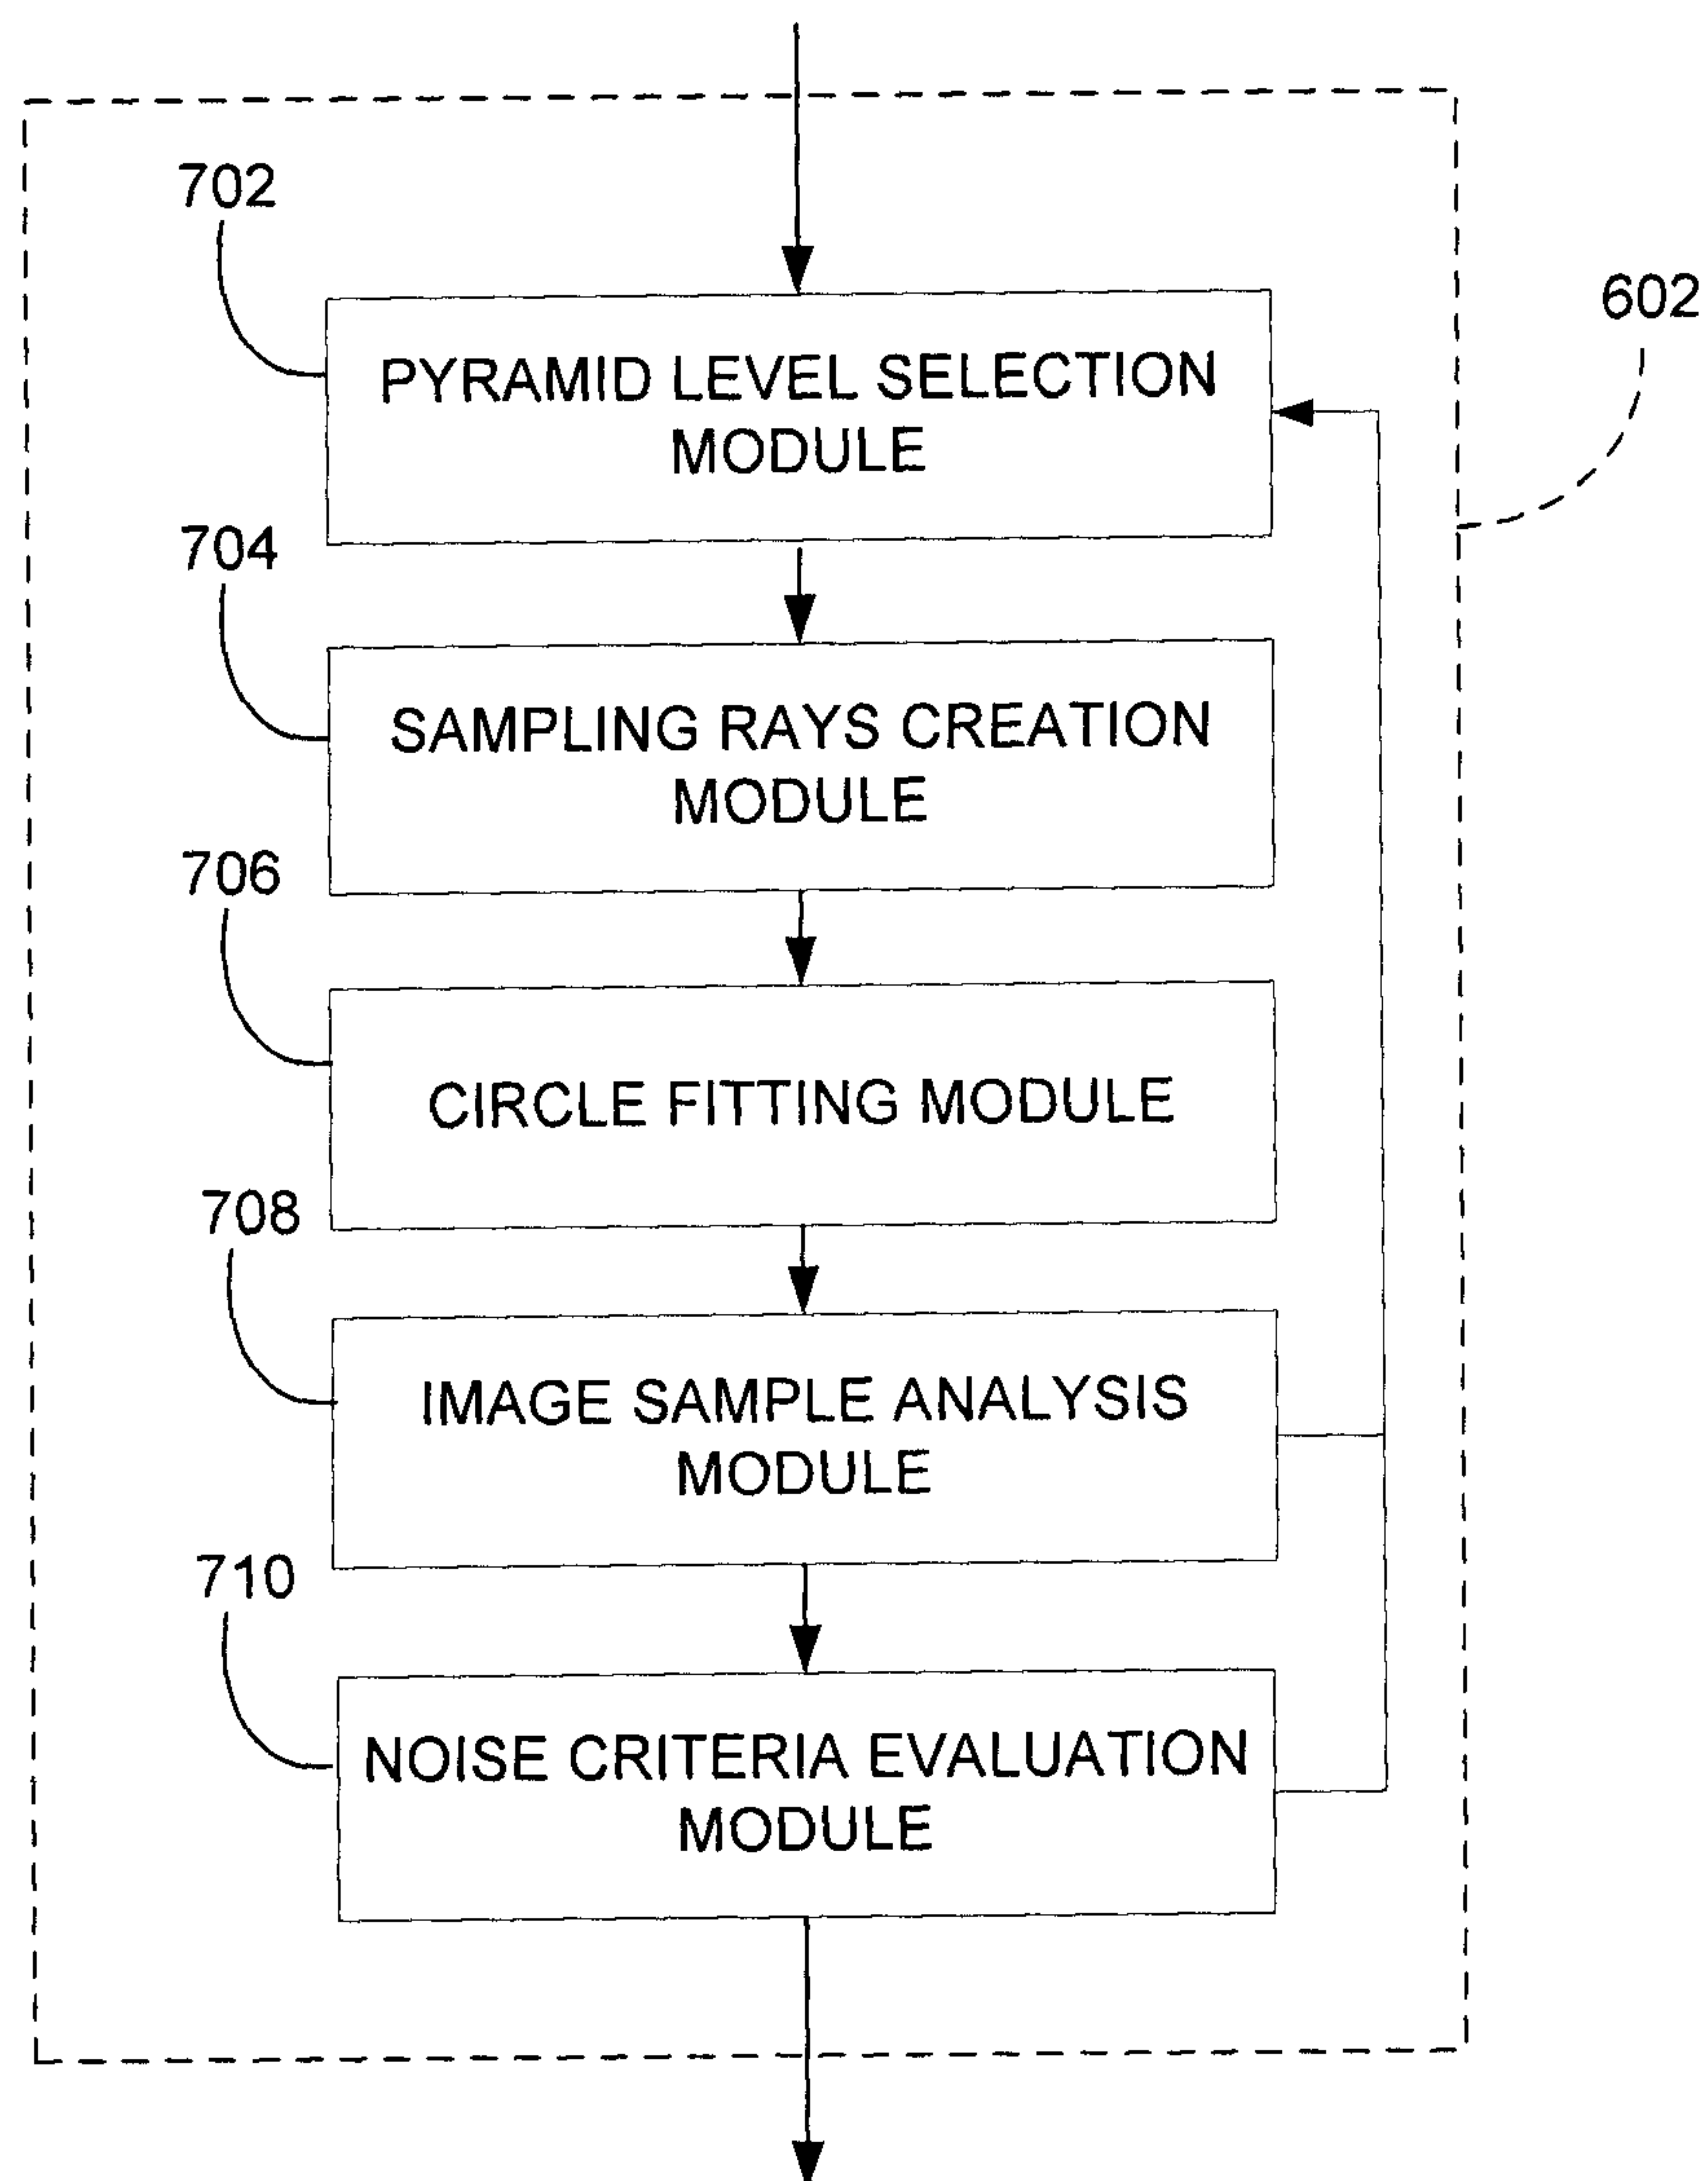 702
602
PYRAMID LEVEL SELECTION
MODULE
704
SAMPLING RAYS CREATION
MODULE
706
CIRCLE FITTING MODULE
708
IMAGE SAMPLE ANALYSIS
MODULE
710
NOISE CRITERIA EVALUATION
MODULE